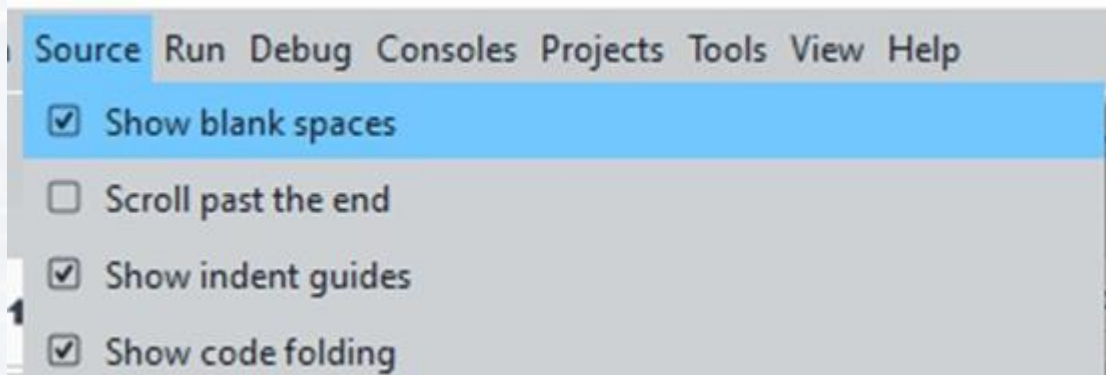 Source Run Debug Consoles Projects Tools View Help
Show blank spaces
Scroll past the end
Show indent guides
Show code folding